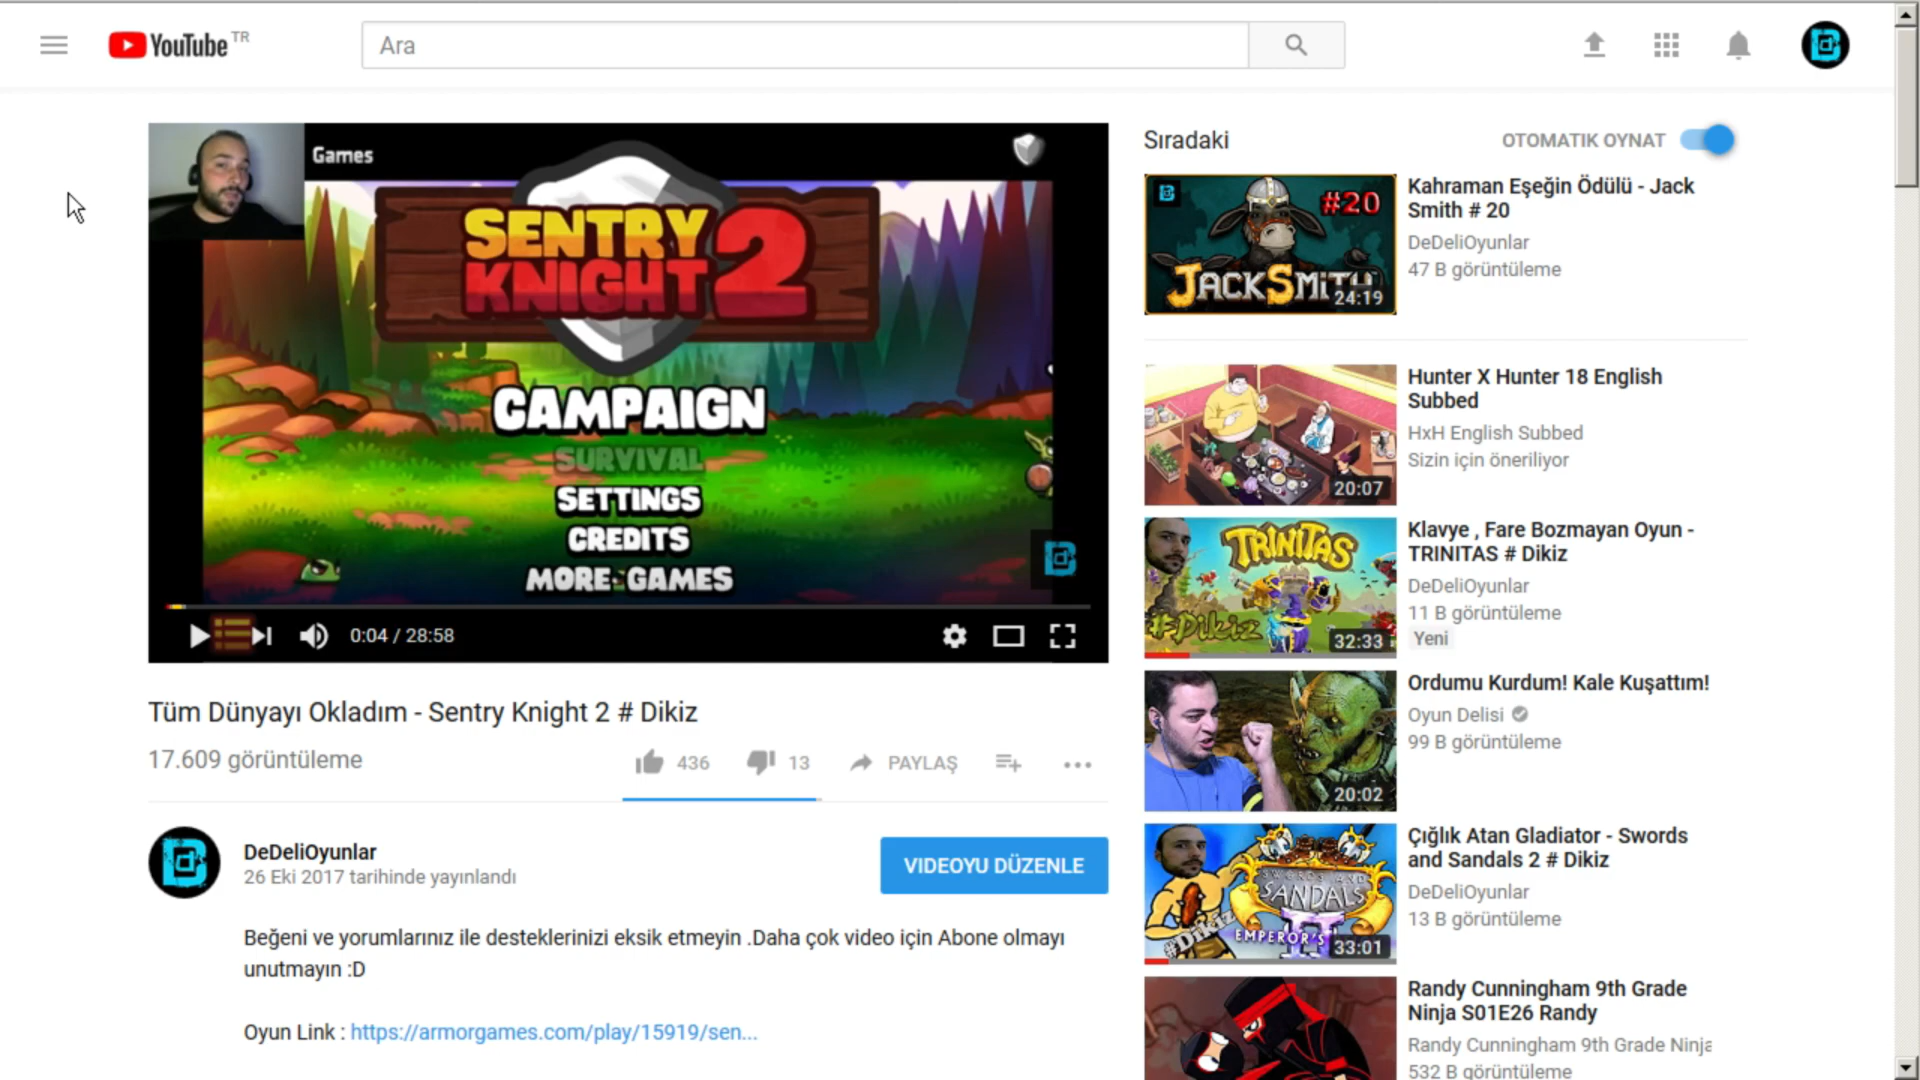 YouTube TR
Ara
Games
SENTRY
KNIGHT 2
CAMPAIGN
SURVIVAL
SETTINGS
CREDITS
MORE GAMES
0:04 / 28:58
Tüm Dünyayı Okladım - Sentry Knight 2 # Dikiz
17.609 görüntüleme
436
13
PAYLAŞ
DeDeliOyunlar
26 Eki 2017 tarihinde yayınlandı
VIDEOYU DÜZENLE
Beğeni ve yorumlarınız ile desteklerinizi eksik etmeyin .Daha çok video için Abone olmayı
unutmayın :D
Oyun Link : https://armorgames.com/play/15919/sen...
Sıradaki
OTOMATIK OYNAT
#20
JACKSMITH
24:19
Kahraman Eşeğin Ödülü - Jack
Smith # 20
DeDeliOyunlar
47 B görüntüleme
20:07
Hunter X Hunter 18 English
Subbed
HxH English Subbed
Sizin için öneriliyor
TRINITAS
#Dikiz
32:33
Klavye , Fare Bozmayan Oyun -
TRINITAS # Dikiz
DeDeliOyunlar
11 B görüntüleme
Yeni
20:02
Ordumu Kurdum! Kale Kuşattım!
Oyun Delisi
99 B görüntüleme
SWORDS AND
SANDALS
II
EMPEROR'S
#Dikiz
33:01
Çığlık Atan Gladiator - Swords
and Sandals 2 # Dikiz
DeDeliOyunlar
13 B görüntüleme
Randy Cunningham 9th Grade
Ninja S01E26 Randy
Randy Cunningham 9th Grade Ninja
532 B görüntüleme